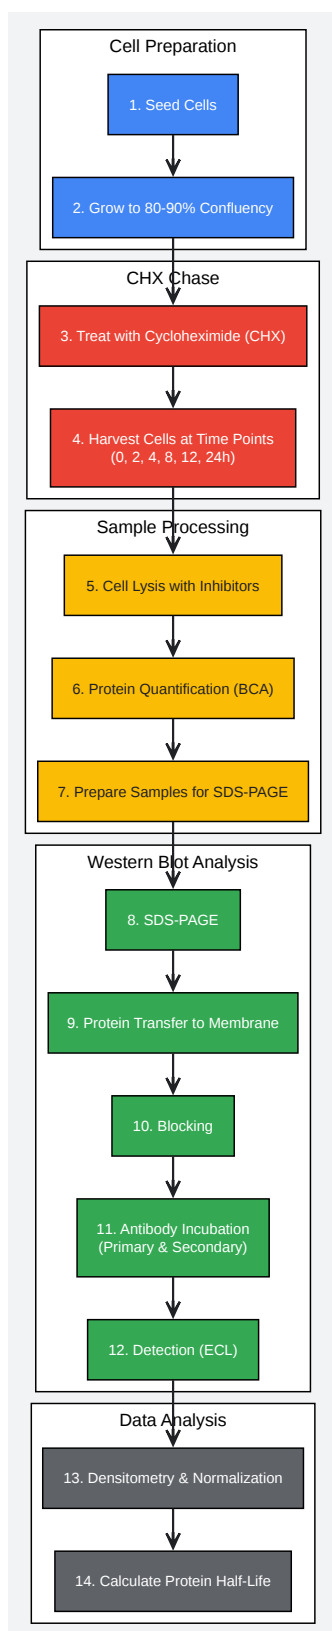 Cell Preparation
1. Seed Cells
2. Grow to 80-90% Confluency
CHX Chase
3. Treat with Cycloheximide (CHX)
4. Harvest Cells at Time Points
(0, 2, 4, 8, 12, 24h)
Sample Processing
5. Cell Lysis with Inhibitors
6. Protein Quantification (BCA)
7. Prepare Samples for SDS-PAGE
Western Blot Analysis
8. SDS-PAGE
9. Protein Transfer to Membrane
10. Blocking
11. Antibody Incubation
(Primary & Secondary)
12. Detection (ECL)
Data Analysis
13. Densitometry & Normalization
14. Calculate Protein Half-Life